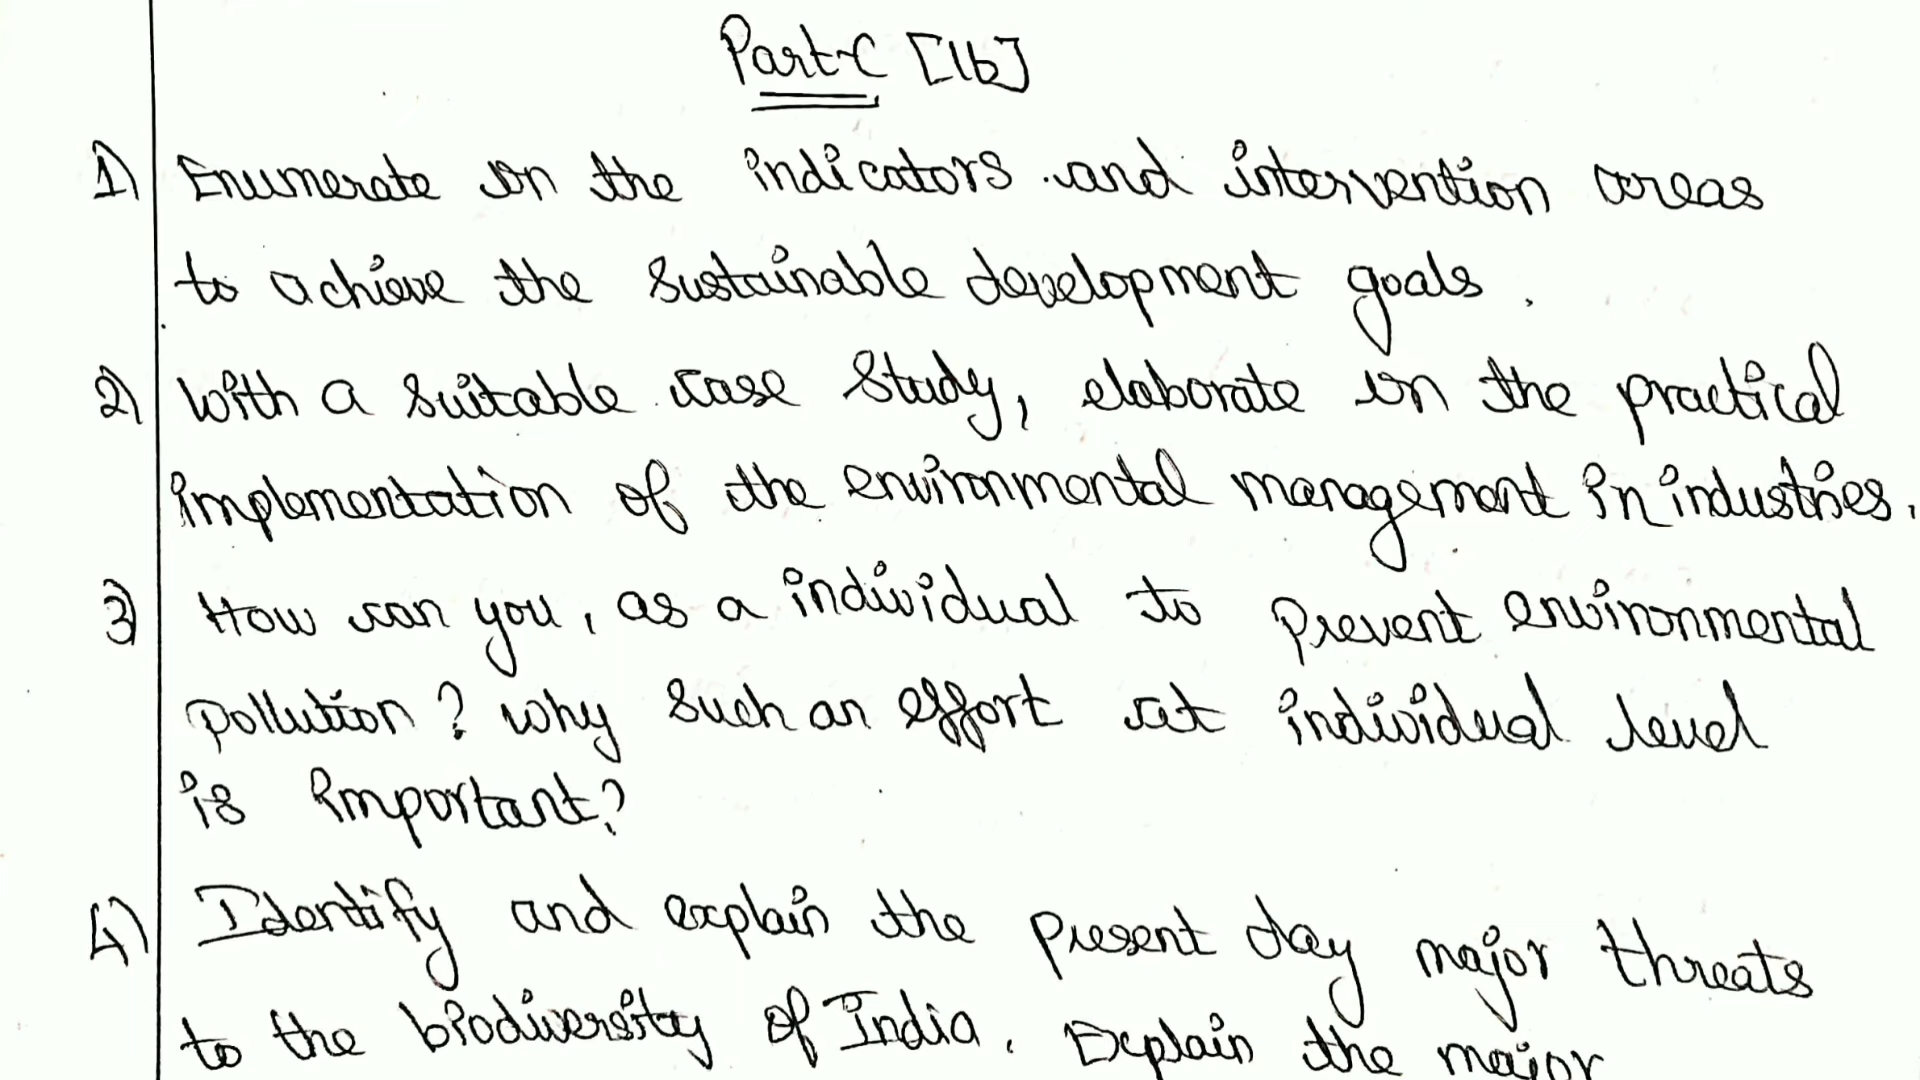 Part-C [16]
1) Enumerate on the indicators and intervention areas
to achieve the sustainable development goals.
2) With a suitable case study, elaborate on the practical
implementation of the environmental management in industries.
3) How can you, as a individual to prevent environmental
pollution? why such an effort at individual level
is important?
4) Identify and explain the present day major threats
to the biodiversity of India. Explain the major